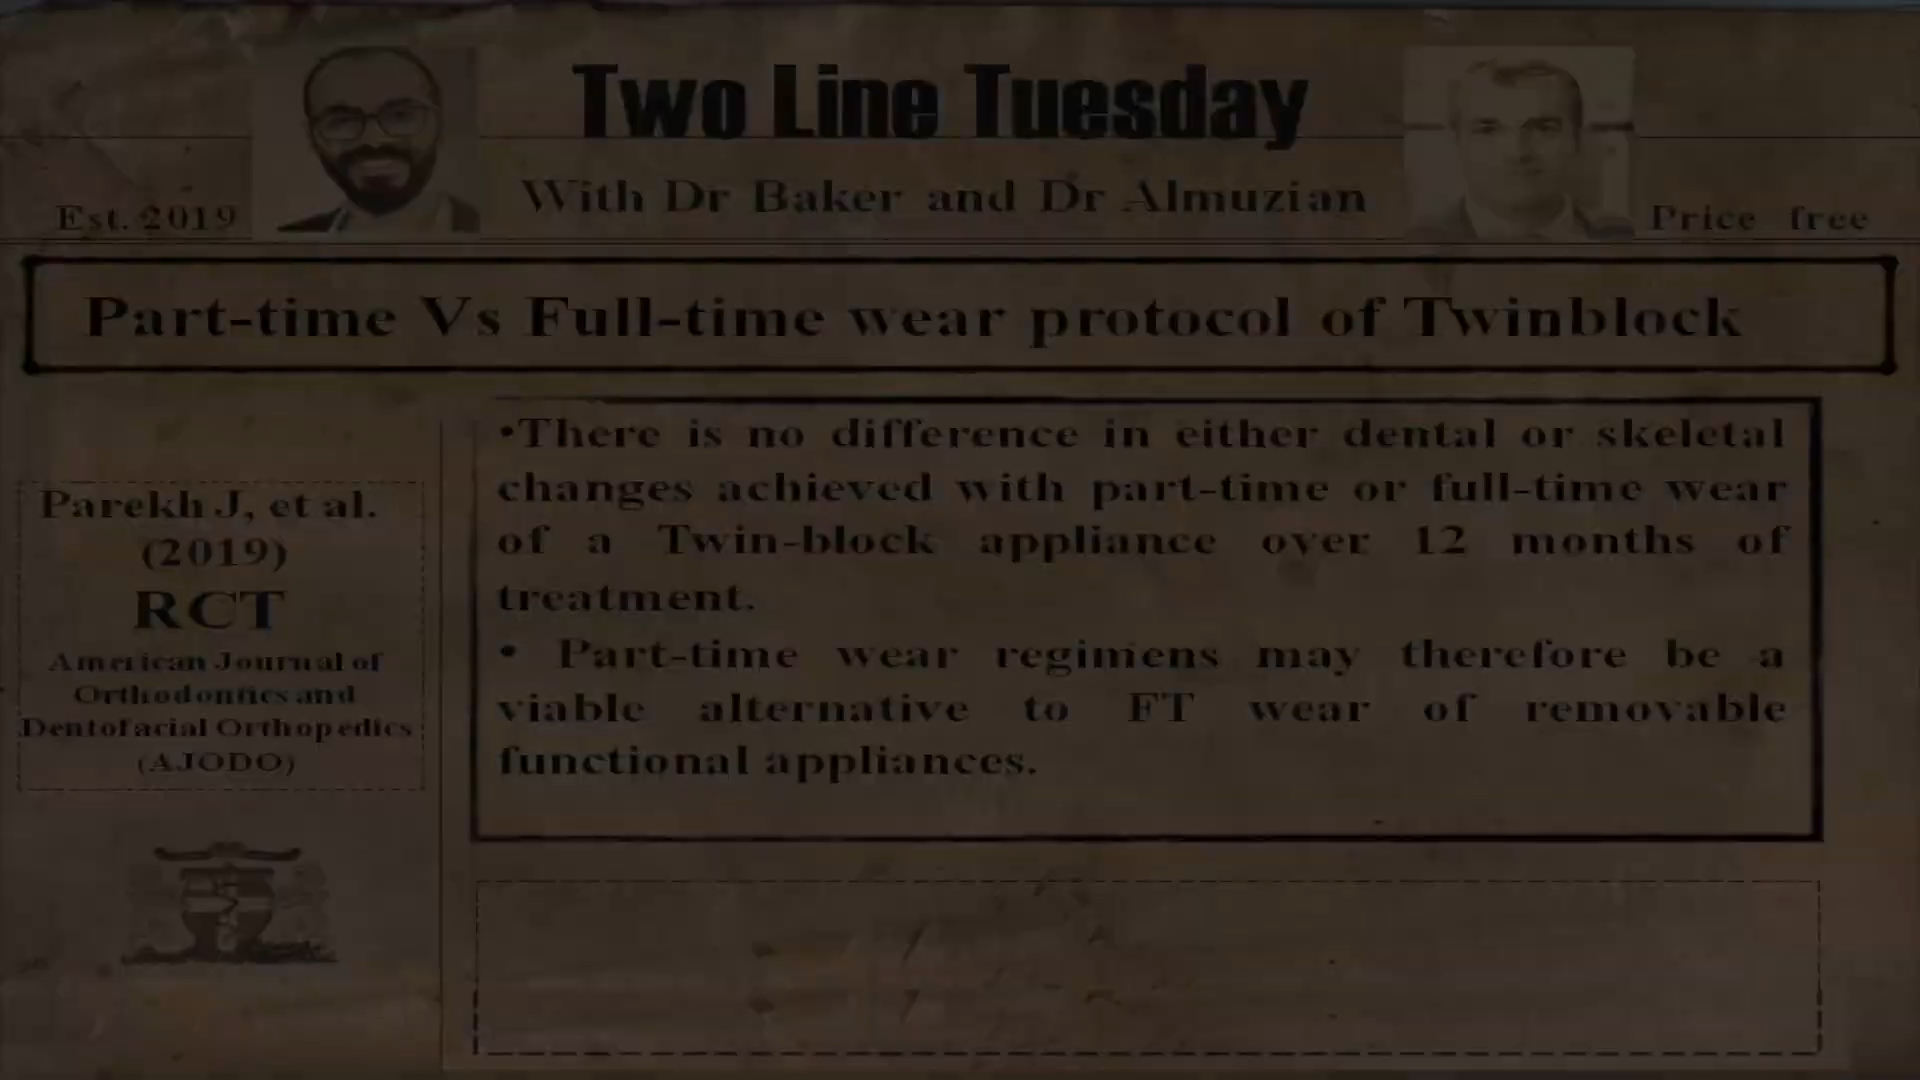 Two Line Tuesday
With Dr Baker and Dr Almuzian
Est. 2019
Price free
Part-time Vs Full-time wear protocol of Twinblock
Parekh J, et al.
(2019)
RCT
American Journal of
Orthodontics and
Dentofacial Orthopedics
(AJODO)
•There is no difference in either dental or skeletal
changes achieved with part-time or full-time wear
of a Twin-block appliance over 12 months of
treatment.
• Part-time wear regimens may therefore be a
viable alternative to FT wear of removable
functional appliances.